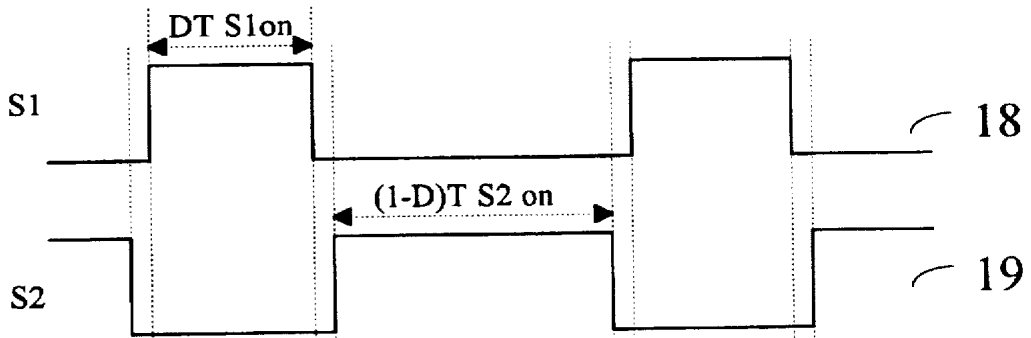 DT S1on
S1
18
(1-D)T S2 on
S2
19